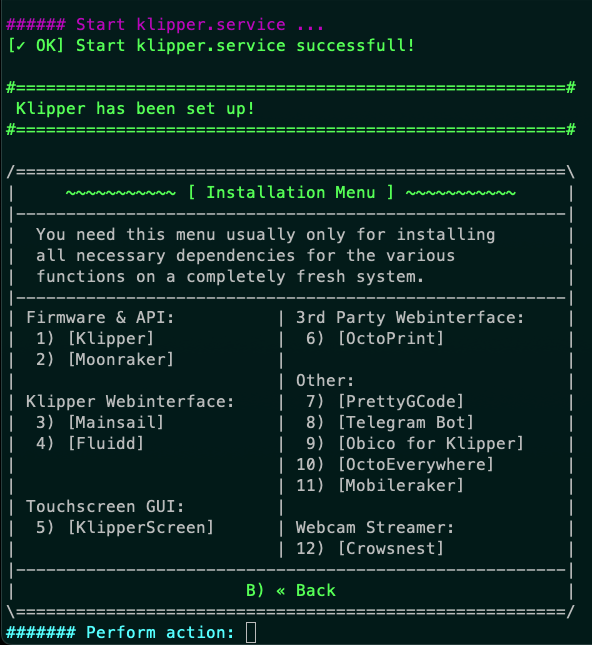 ###### Start klipper.service ...
[✓ OK] Start klipper.service successfull!

#=======================================================#
 Klipper has been set up!
#=======================================================#

/=======================================================\
|     ~~~~~~~~~~~ [ Installation Menu ] ~~~~~~~~~~~     |
|-------------------------------------------------------|
|  You need this menu usually only for installing       |
|  all necessary dependencies for the various           |
|  functions on a completely fresh system.              |
|-------------------------------------------------------|
| Firmware & API:          | 3rd Party Webinterface:    |
|  1) [Klipper]            |  6) [OctoPrint]            |
|  2) [Moonraker]          |                            |
|                          | Other:                     |
| Klipper Webinterface:    |  7) [PrettyGCode]          |
|  3) [Mainsail]           |  8) [Telegram Bot]         |
|  4) [Fluidd]             |  9) [Obico for Klipper]    |
|                          | 10) [OctoEverywhere]       |
|                          | 11) [Mobileraker]          |
| Touchscreen GUI:         |                            |
|  5) [KlipperScreen]      | Webcam Streamer:           |
|                          | 12) [Crowsnest]            |
|-------------------------------------------------------|
|                       B) « Back                       |
\=======================================================/
####### Perform action: